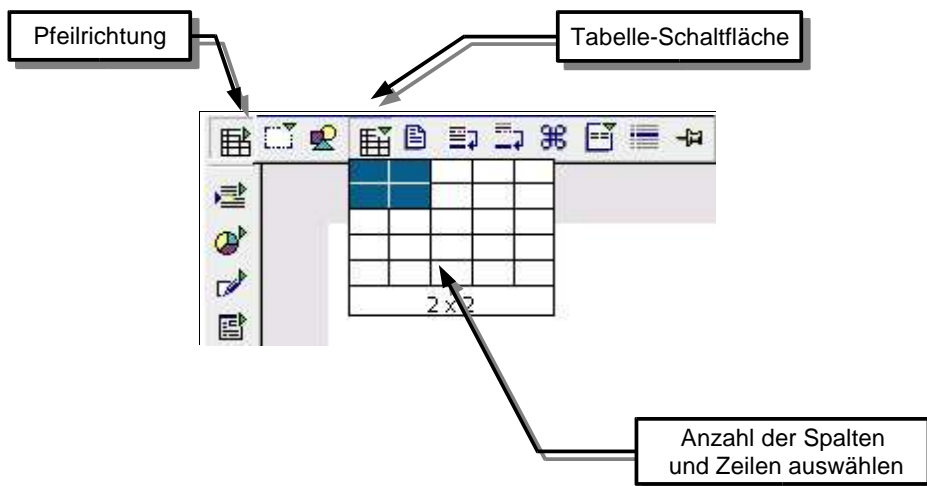 Pfeilrichtung
Tabelle-Schaltfläche
2 x 2
Anzahl der Spalten
und Zeilen auswählen